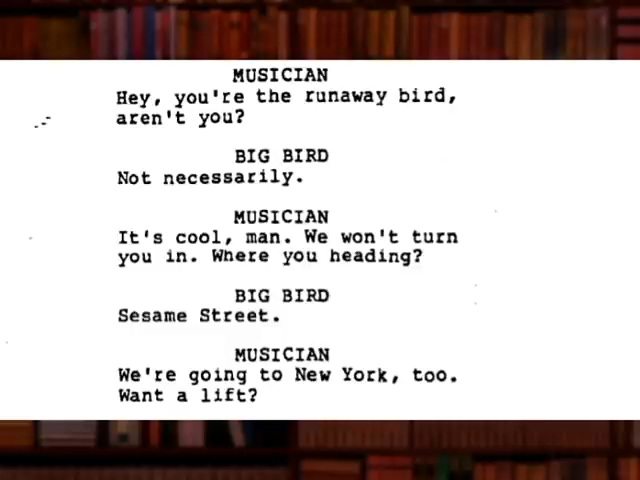 MUSICIAN
Hey, you're the runaway bird,
aren't you?
BIG BIRD
Not necessarily.
MUSICIAN
It's cool, man. We won't turn
you in. Where you heading?
BIG BIRD
Sesame Street.
MUSICIAN
We're going to New York, too.
Want a lift?